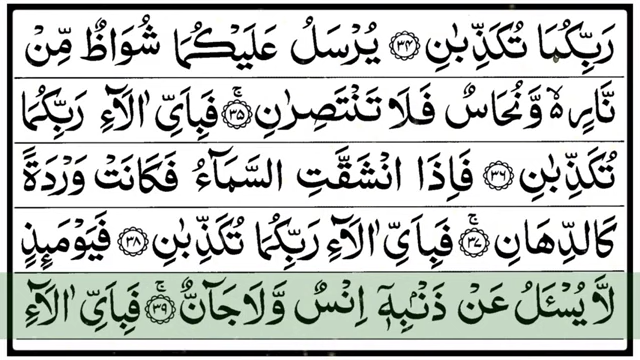 رَبِّكُمَا تُكَذِّبٰنِ ۝٣٤ يُرْسَلُ عَلَيْكُمَا شُوَاظٌ مِّنْ
نَّارٍ ۙ۬ وَّنُحَاسٌ فَلَا تَنْتَصِرٰنِ ۚ۝٣٥ فَبِاَيِّ اٰلَآءِ رَبِّكُمَا
تُكَذِّبٰنِ ۝٣٦ فَاِذَا انْشَقَّتِ السَّمَآءُ فَكَانَتْ وَرْدَةً
كَالدِّهَانِ ۚ۝٣٧ فَبِاَيِّ اٰلَآءِ رَبِّكُمَا تُكَذِّبٰنِ ۝٣٨ فَيَوْمَىِٕذٍ
لَّا يُسْـَٔلُ عَنْ ذَنْۢبِهٖۤ اِنْسٌ وَّلَا جَآنٌّ ۚ۝٣٩ فَبِاَيِّ اٰلَآءِ